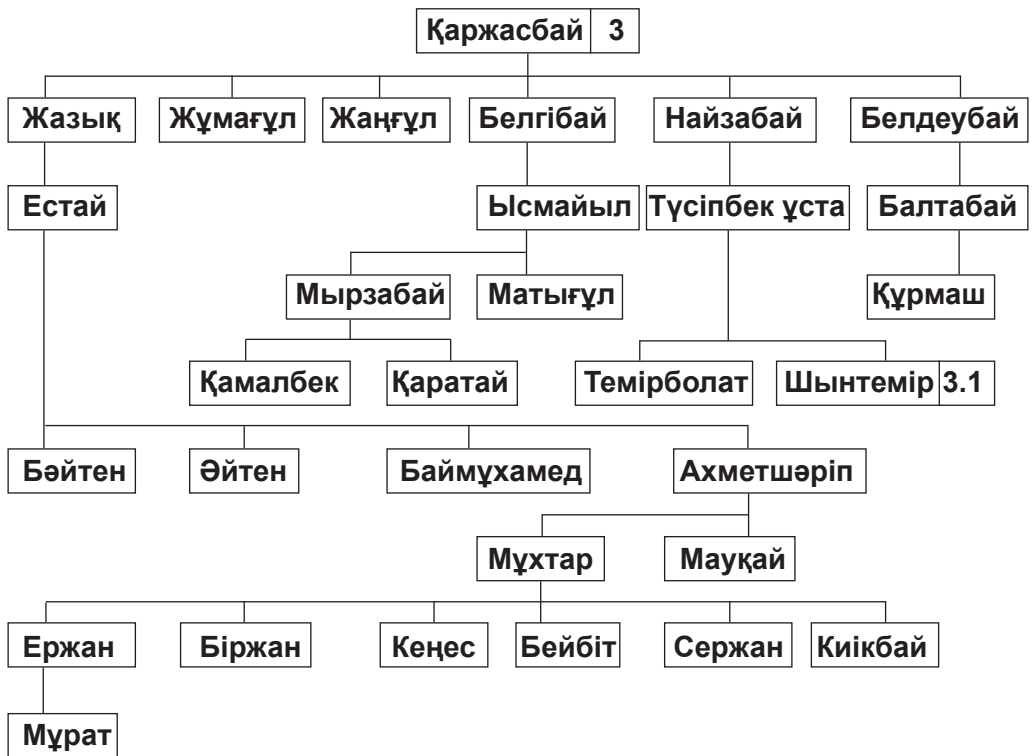 Қаржасбай 3
Жазық Жұмағұл Жаңғұл Белгібай Найзабай Белдеубай
Естай Ысмайыл Түсіпбек ұста Балтабай
Мырзабай Матығұл Құрмаш
Қамалбек Қаратай Темірболат Шынтемір 3.1
Бәйтен Әйтен Баймұхамед Ахметшәріп
Мұхтар Мауқай
Ержан Біржан Кеңес Бейбіт Сержан Киікбай
Мұрат